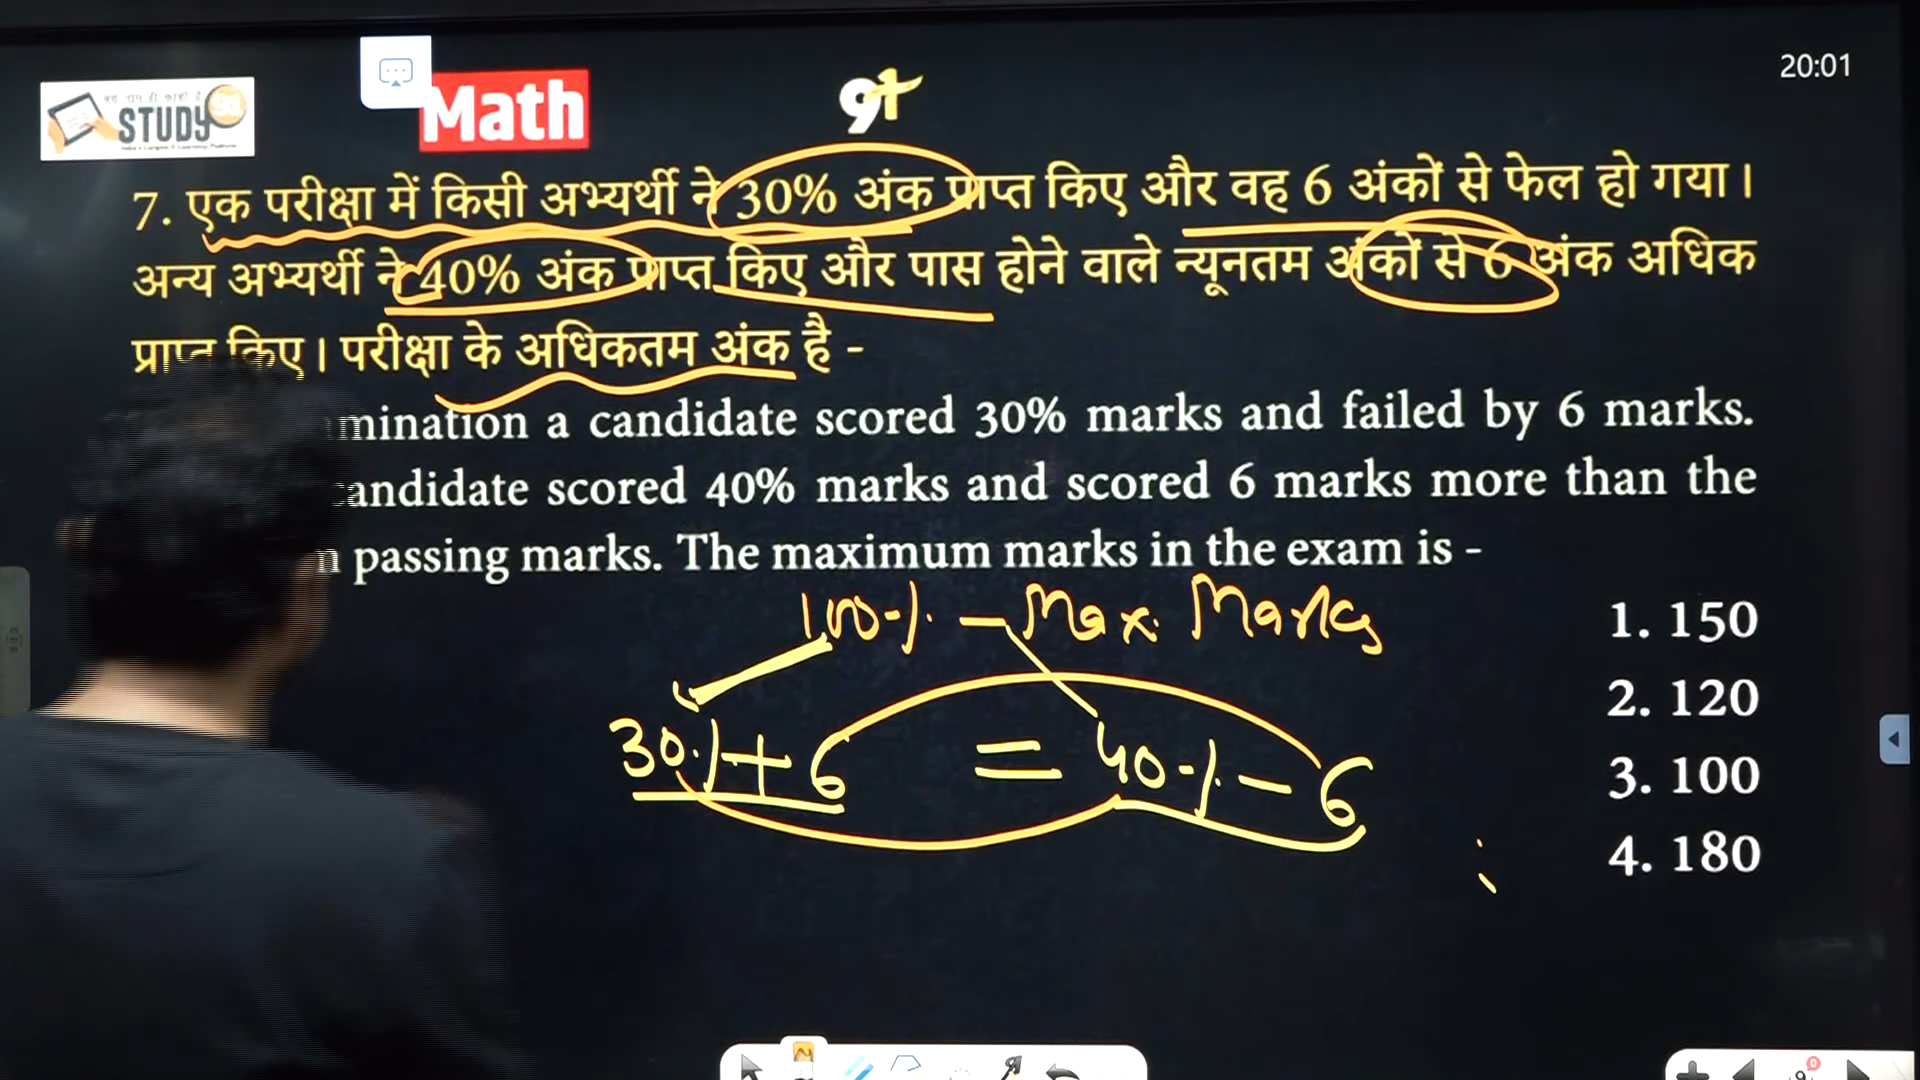 20:01
STUDY
Math
9+
7. एक परीक्षा में किसी अभ्यर्थी ने 30% अंक प्राप्त किए और वह 6 अंकों से फेल हो गया।
अन्य अभ्यर्थी ने 40% अंक प्राप्त किए और पास होने वाले न्यूनतम अंकों से 6 अंक अधिक
प्राप्त किए। परीक्षा के अधिकतम अंक है -
mination a candidate scored 30% marks and failed by 6 marks.
candidate scored 40% marks and scored 6 marks more than the
n passing marks. The maximum marks in the exam is -
100% — Max. Marks
30%+6 = 40%-6
1. 150
2. 120
3. 100
4. 180